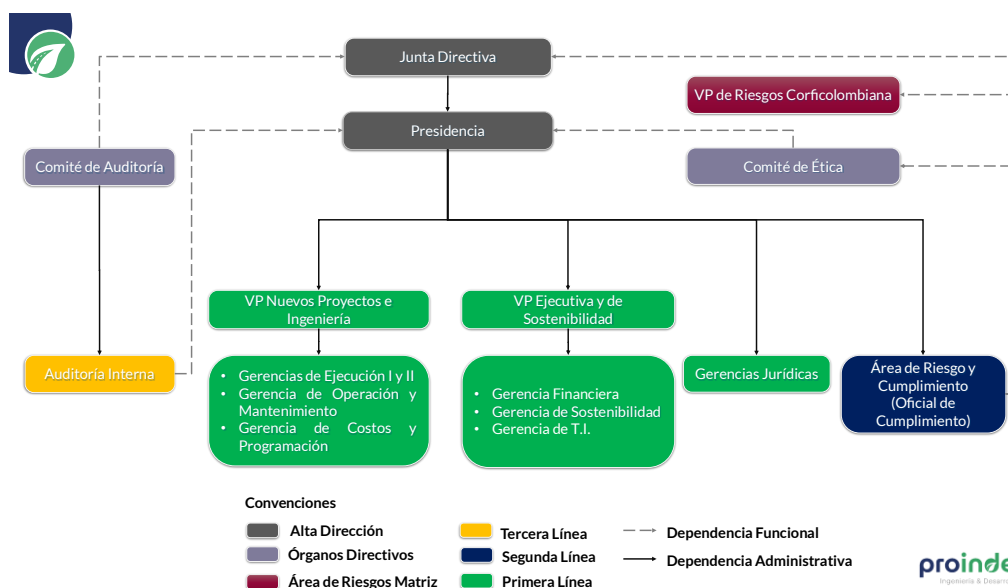 Junta Directiva
VP de Riesgos Corficolombiana
Presidencia
Comité de Auditoría
Comité de Ética
VP Nuevos Proyectos e
Ingeniería
VP Ejecutiva y de
Sostenibilidad
Auditoría Interna
• Gerencias de Ejecución I y II
• Gerencia de Operación y
Mantenimiento
• Gerencia de Costos y
Programación
• Gerencia Financiera
• Gerencia de Sostenibilidad
• Gerencia de T.I.
Gerencias Jurídicas
Área de Riesgo y
Cumplimiento
(Oficial de
Cumplimiento)
Convenciones
Alta Dirección
Órganos Directivos
Área de Riesgos Matriz
Tercera Línea
Segunda Línea
Primera Línea
Dependencia Funcional
Dependencia Administrativa
proinde
Ingeniería & Desar